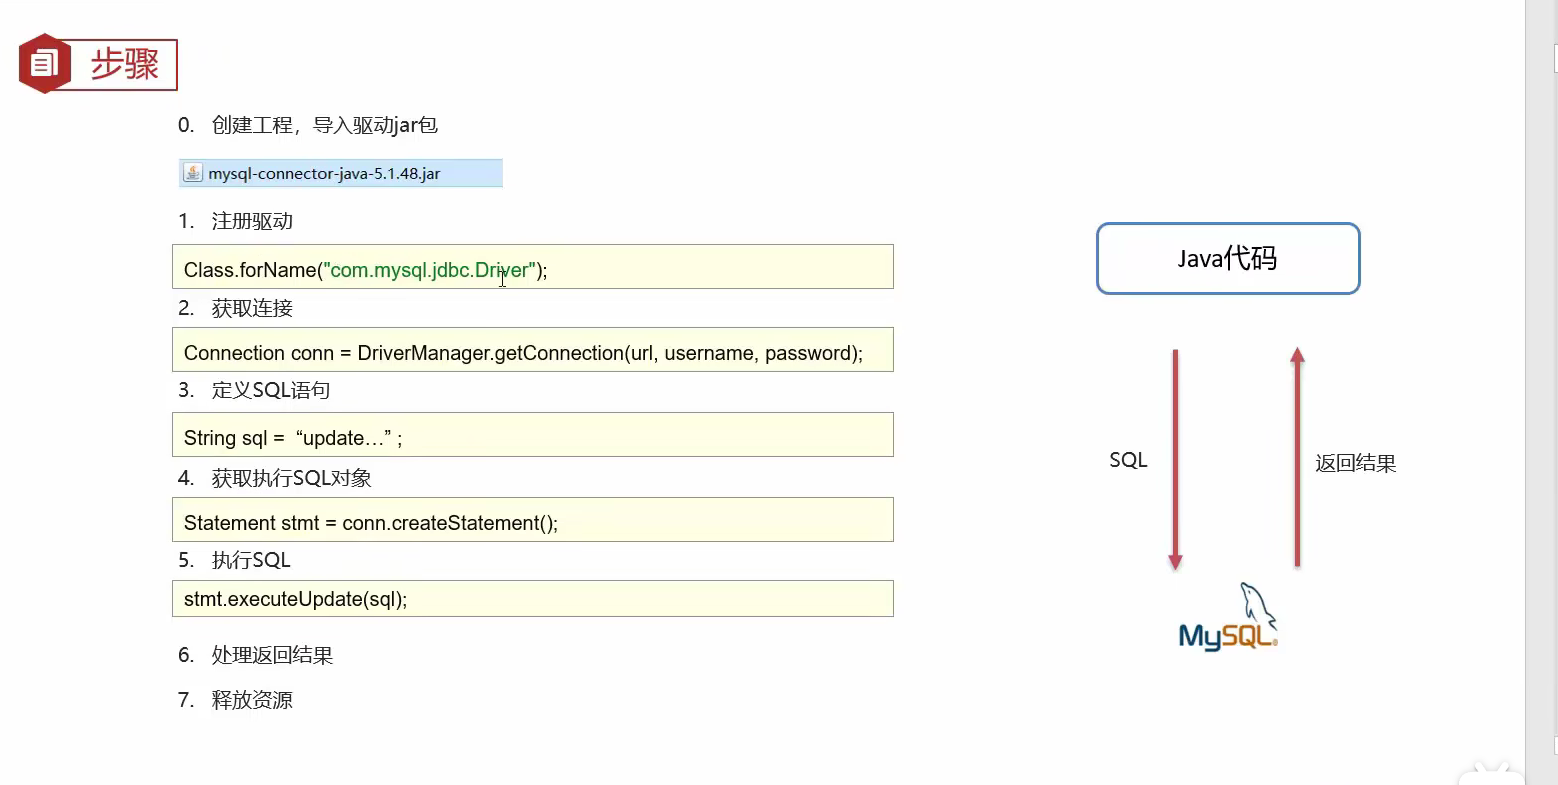 步骤
0. 创建工程，导入驱动jar包
mysql-connector-java-5.1.48.jar
1. 注册驱动
Class.forName("com.mysql.jdbc.Driver");
2. 获取连接
Connection conn = DriverManager.getConnection(url, username, password);
3. 定义SQL语句
String sql = “update…” ;
4. 获取执行SQL对象
Statement stmt = conn.createStatement();
5. 执行SQL
stmt.executeUpdate(sql);
6. 处理返回结果
7. 释放资源
Java代码
SQL
返回结果
MySQL®